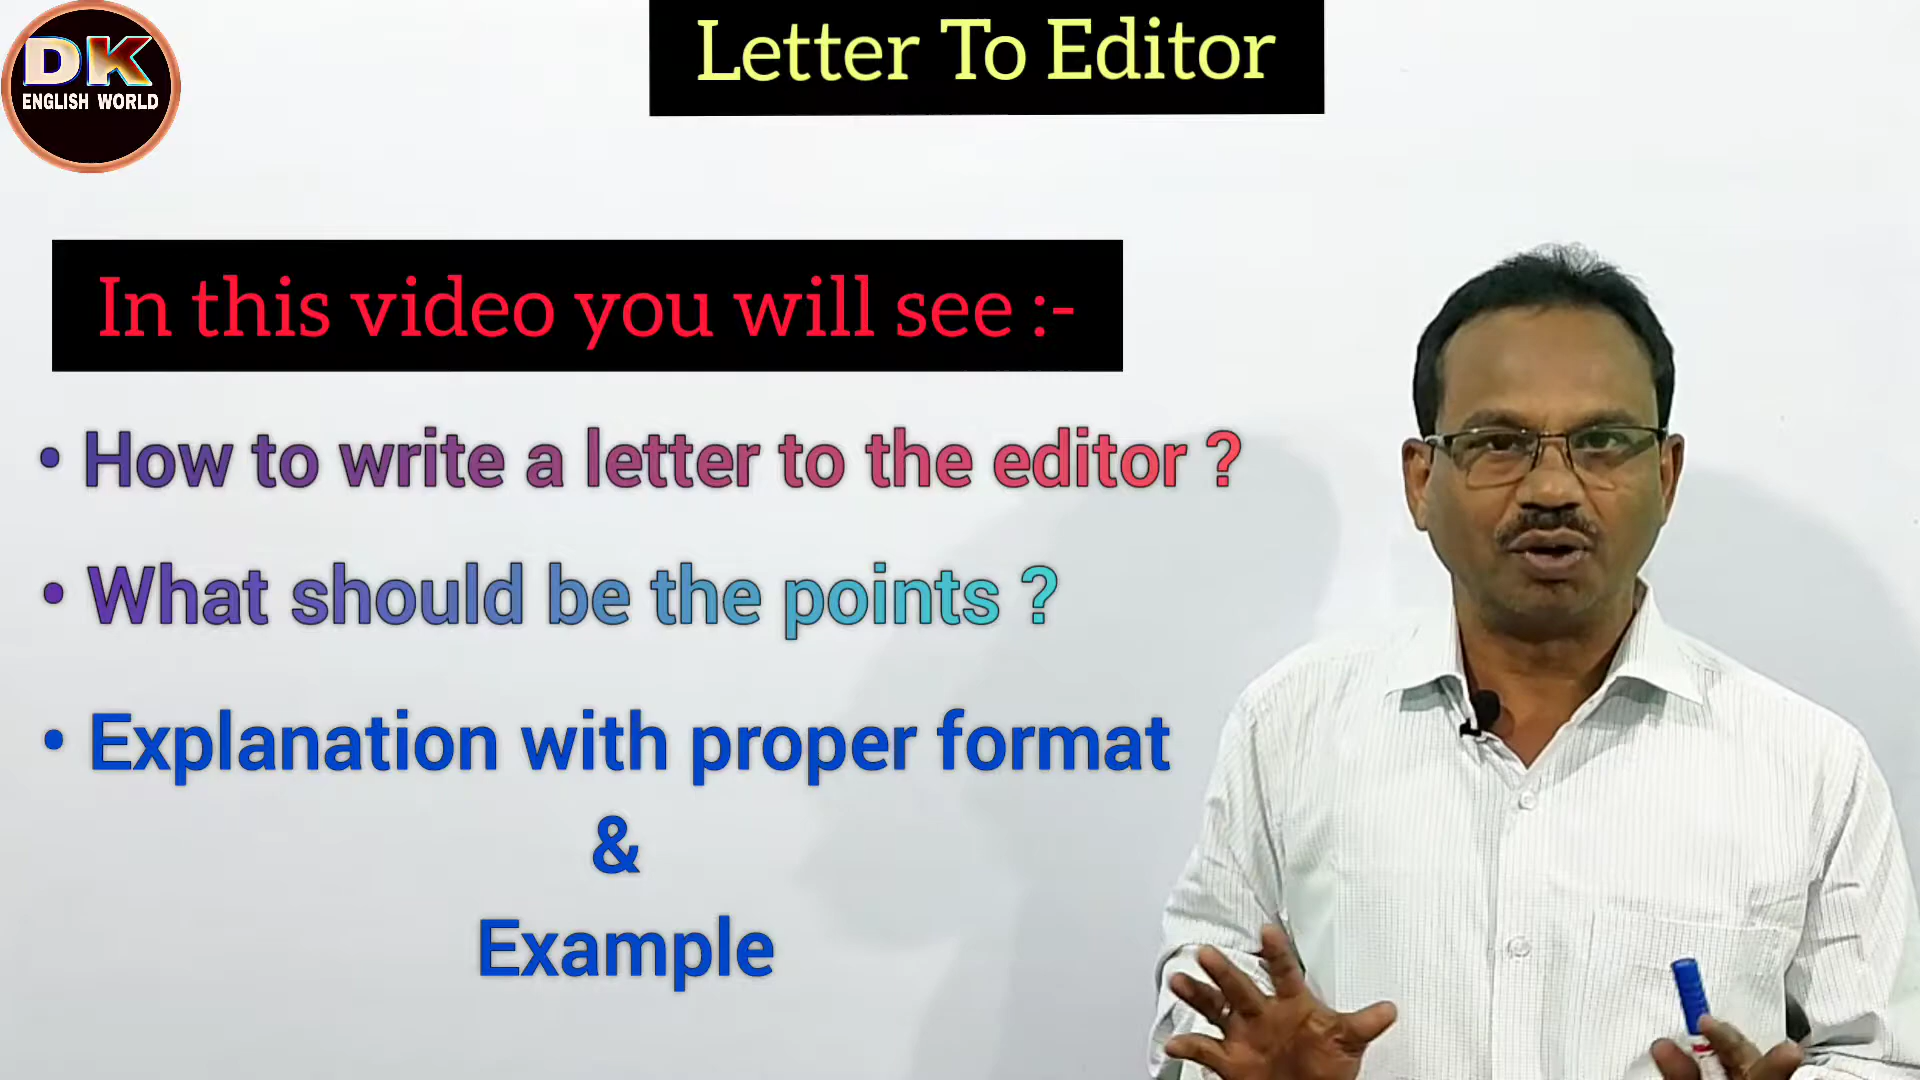 DK
ENGLISH WORLD
Letter To Editor
In this video you will see :-
• How to write a letter to the editor ?
• What should be the points ?
• Explanation with proper format
&
Example